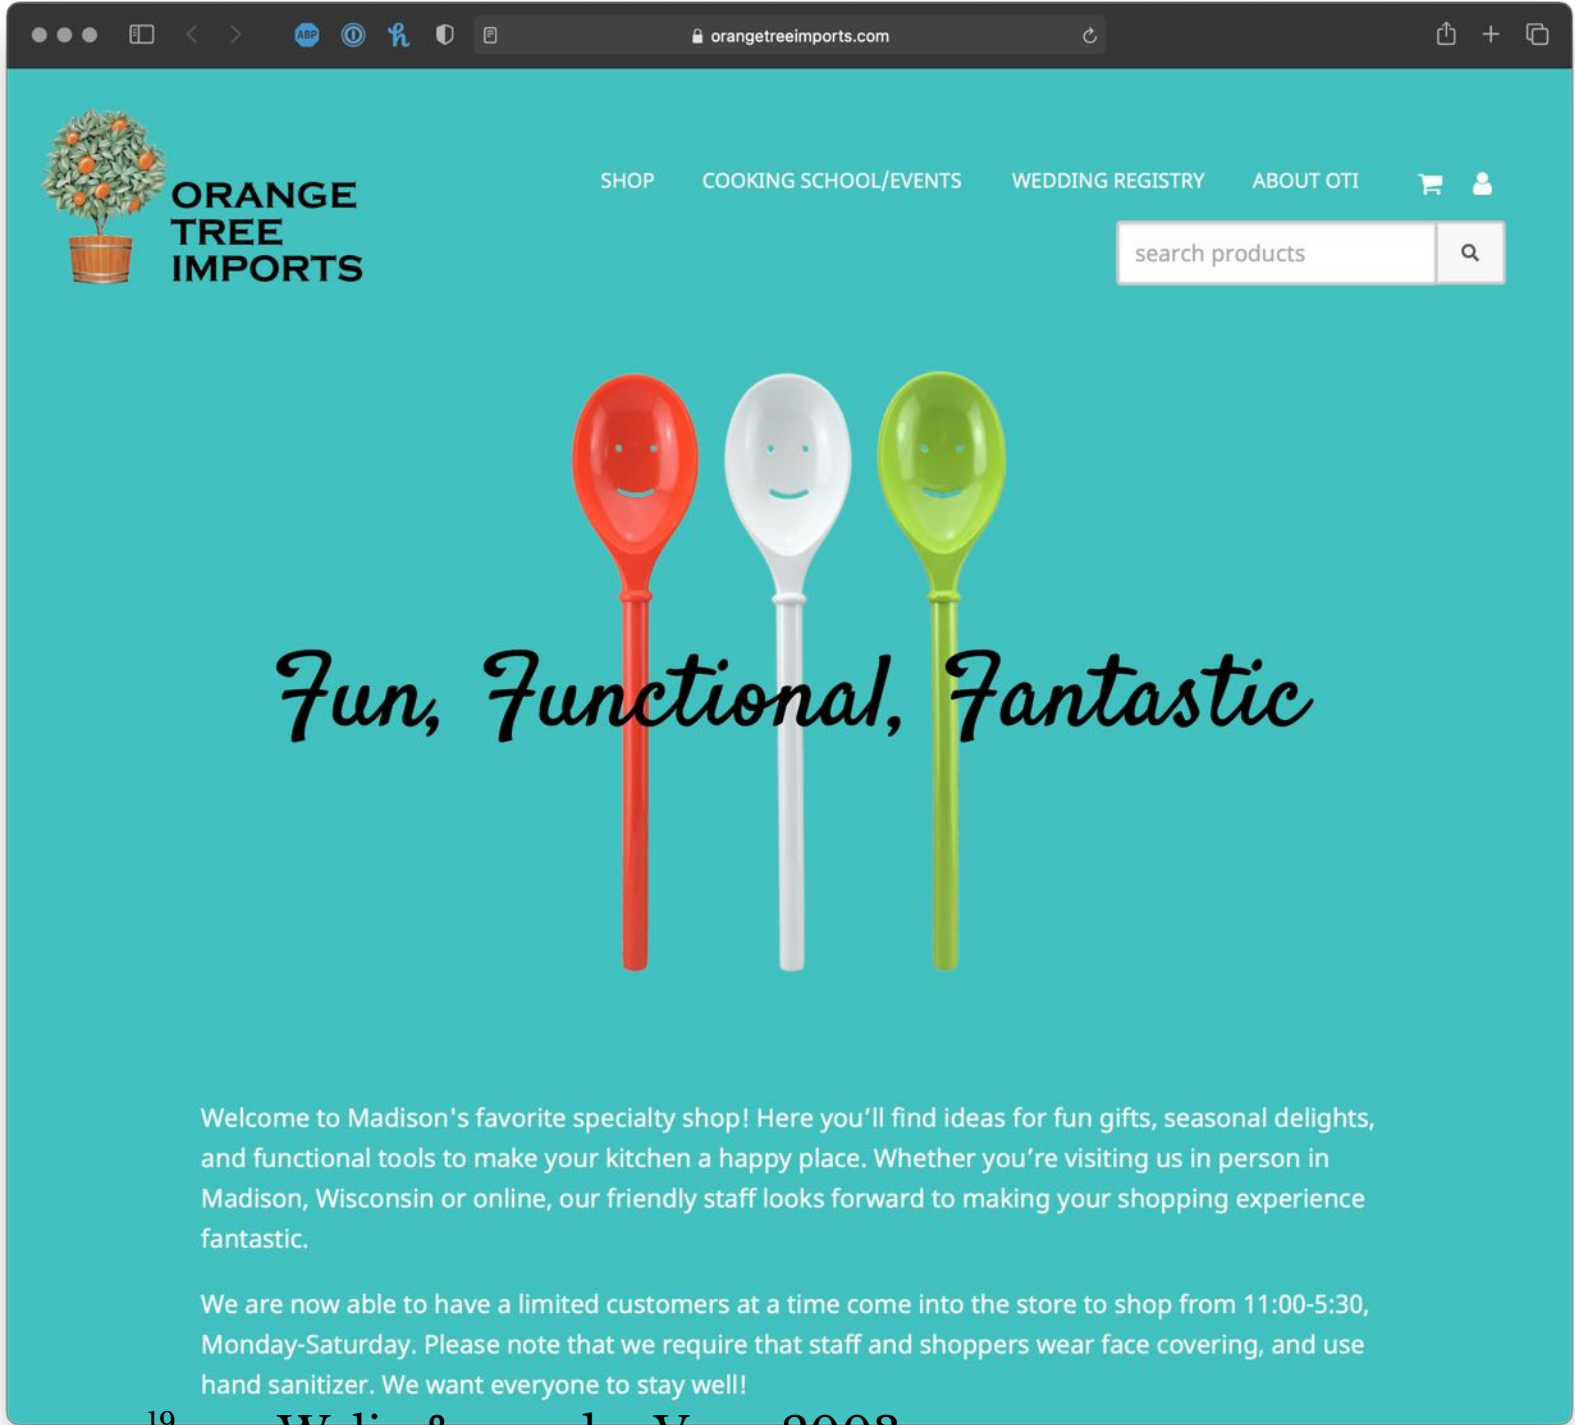 orangetreeimports.com
ORANGE
TREE
IMPORTS
SHOP COOKING SCHOOL/EVENTS WEDDING REGISTRY ABOUT OTI
search products
Fun, Functional, Fantastic
Welcome to Madison's favorite specialty shop! Here you’ll find ideas for fun gifts, seasonal delights,
and functional tools to make your kitchen a happy place. Whether you’re visiting us in person in
Madison, Wisconsin or online, our friendly staff looks forward to making your shopping experience
fantastic.
We are now able to have a limited customers at a time come into the store to shop from 11:00-5:30,
Monday-Saturday. Please note that we require that staff and shoppers wear face covering, and use
hand sanitizer. We want everyone to stay well!
19